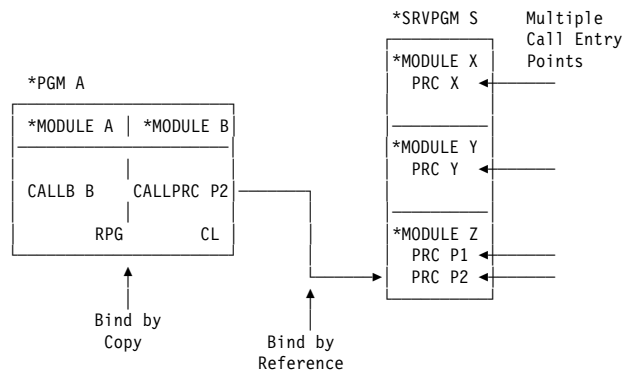 *SRVPGM S
Multiple
Call Entry
Points
*MODULE X
PRC X
*PGM A
*MODULE A
*MODULE B
*MODULE Y
PRC Y
CALLB B
CALLPRC P2
RPG
CL
*MODULE Z
PRC P1
PRC P2
Bind by
Copy
Bind by
Reference